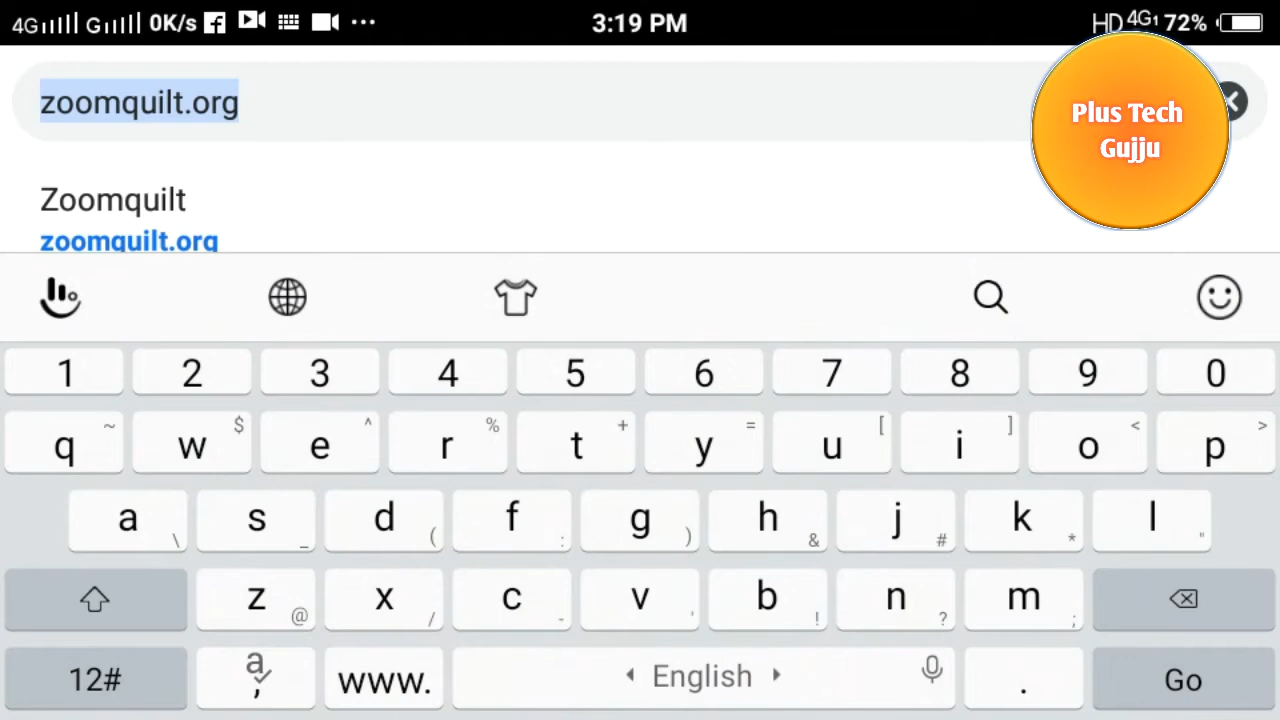 4G G 0K/s 3:19 PM HD 4G1 72%
zoomquilt.org
Plus Tech
Gujju
Zoomquilt
zoomquilt.org
1 2 3 4 5 6 7 8 9 0
q ~ w $ e ^ r % t + y = u [ i ] o < p >
a \ s _ d ( f : g ) h & j # k * l "
z @ x / c - v ' b ! n ? m ;
12# a , www. English . Go